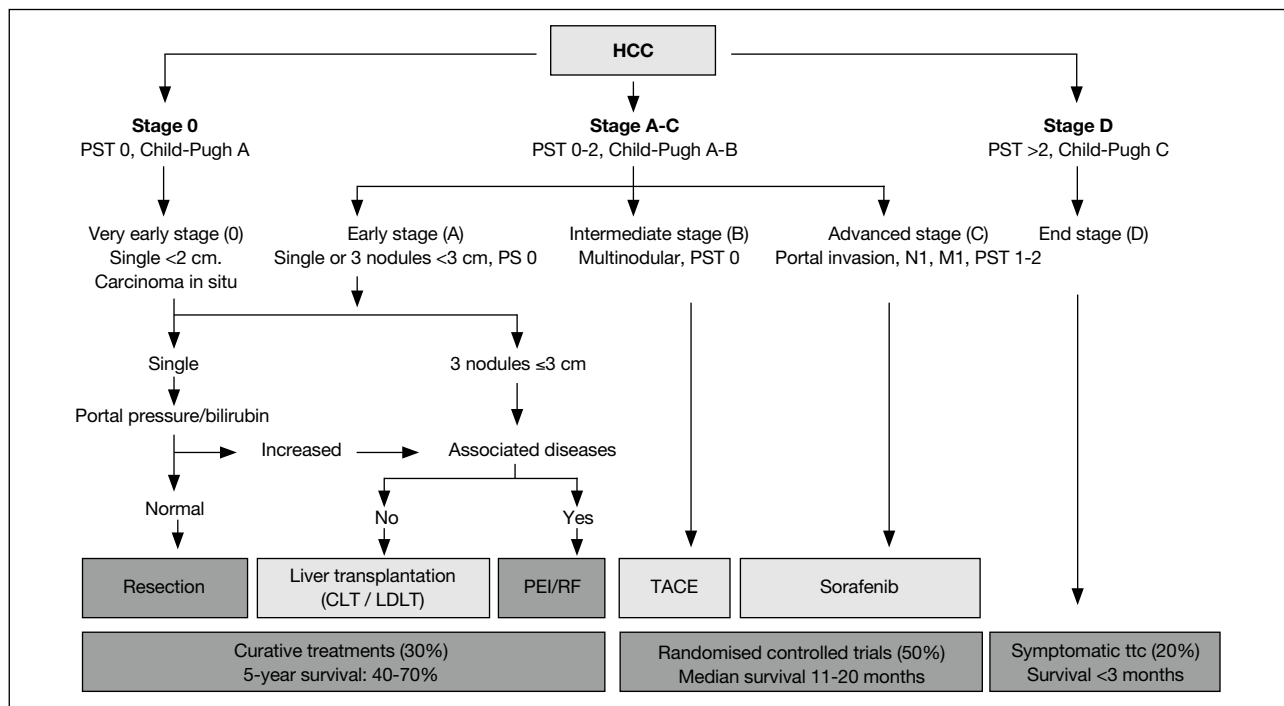 HCC
Stage 0
PST 0, Child-Pugh A
Stage A-C
PST 0-2, Child-Pugh A-B
Stage D
PST >2, Child-Pugh C
Very early stage (0)
Single <2 cm.
Carcinoma in situ
Early stage (A)
Single or 3 nodules <3 cm, PS 0
Intermediate stage (B)
Multinodular, PST 0
Advanced stage (C)
Portal invasion, N1, M1, PST 1-2
End stage (D)
Single
3 nodules ≤3 cm
Portal pressure/bilirubin
Increased
Associated diseases
Normal
No
Yes
Resection
Liver transplantation
(CLT / LDLT)
PEI/RF
TACE
Sorafenib
Curative treatments (30%)
5-year survival: 40-70%
Randomised controlled trials (50%)
Median survival 11-20 months
Symptomatic ttc (20%)
Survival <3 months